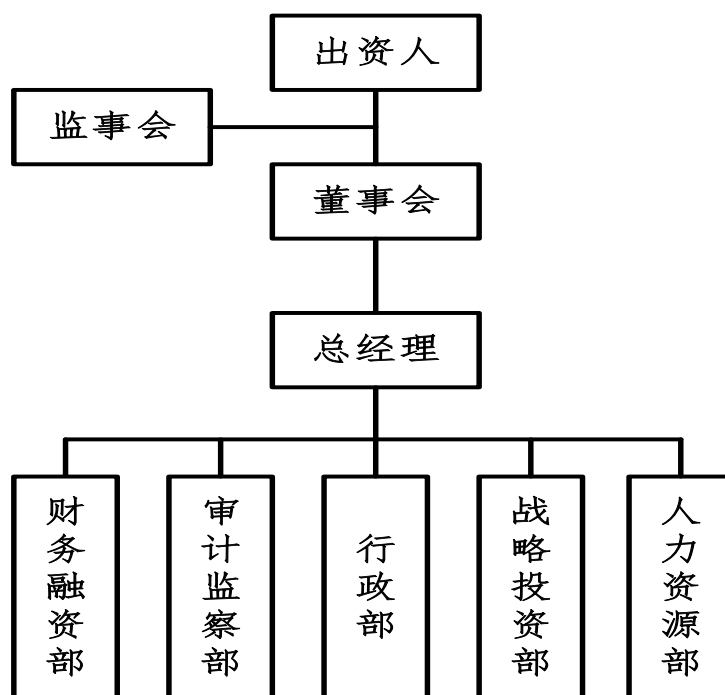 出资人
监事会
董事会
总经理
财务融资部
审计监察部
行政部
战略投资部
人力资源部